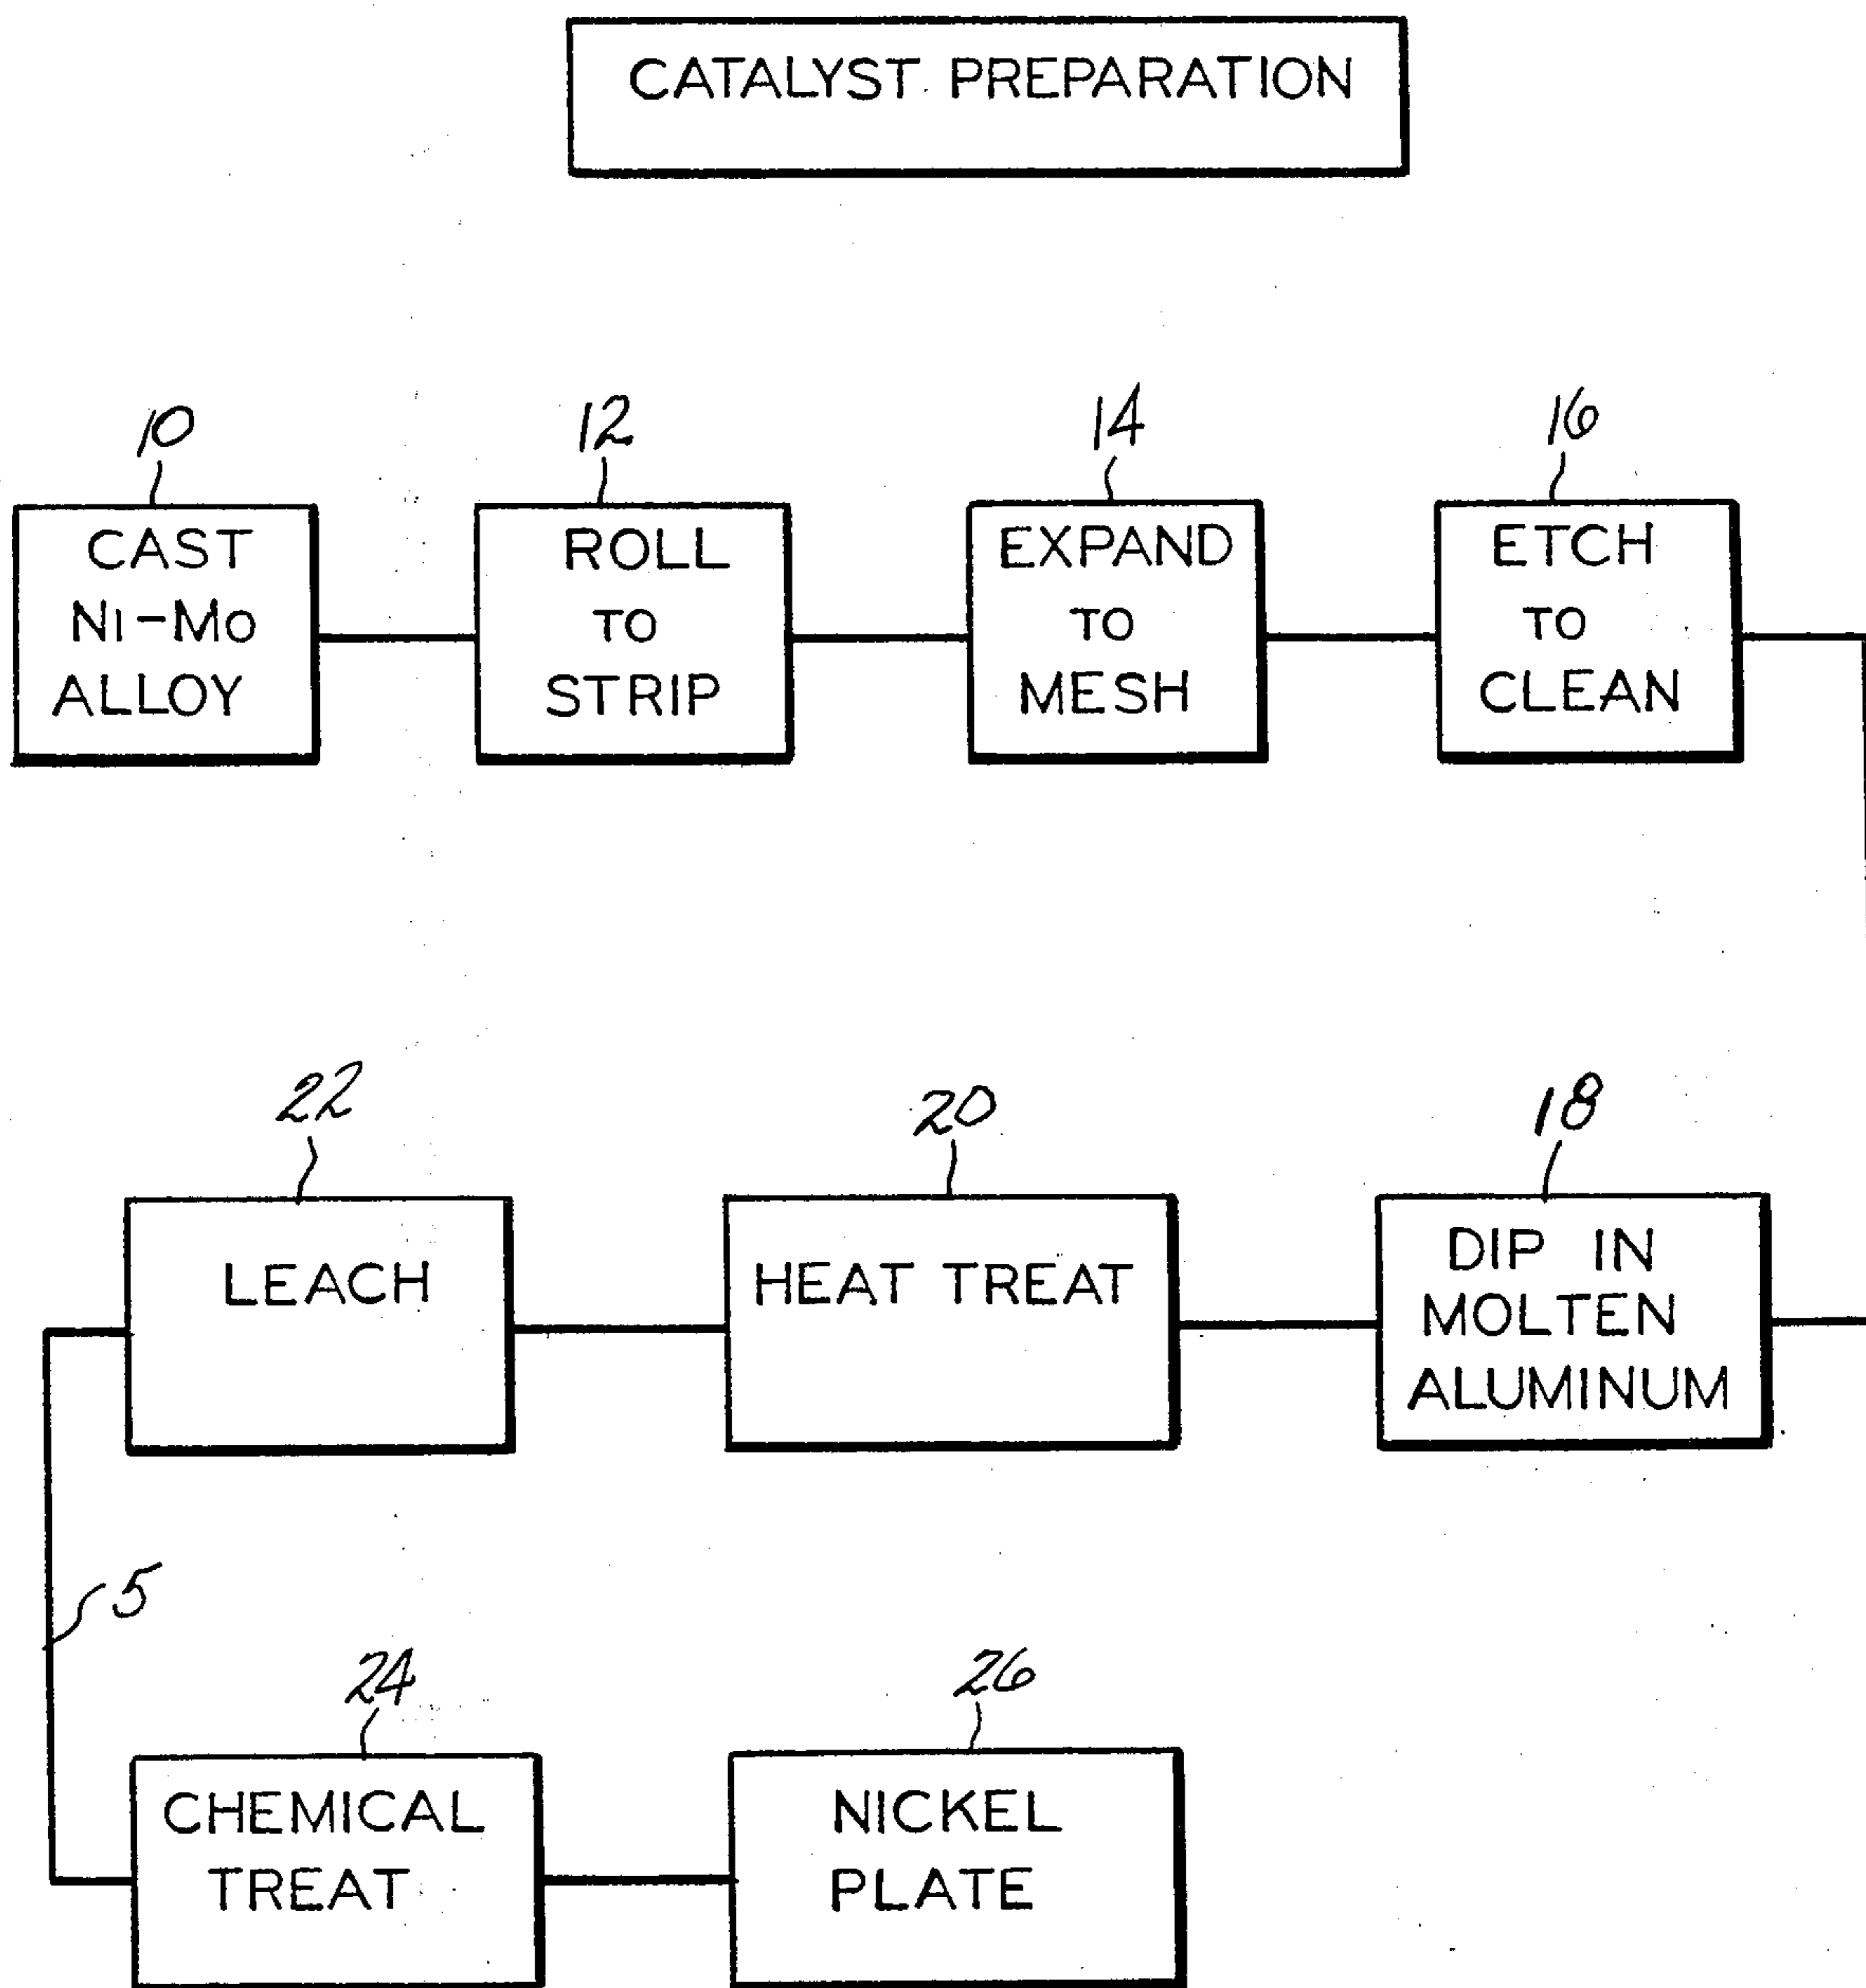 CATALYST PREPARATION
10
CAST
Ni-Mo
ALLOY
12
ROLL
TO
STRIP
14
EXPAND
TO
MESH
16
ETCH
TO
CLEAN
22
LEACH
20
HEAT TREAT
18
DIP IN
MOLTEN
ALUMINUM
5
24
CHEMICAL
TREAT
26
NICKEL
PLATE